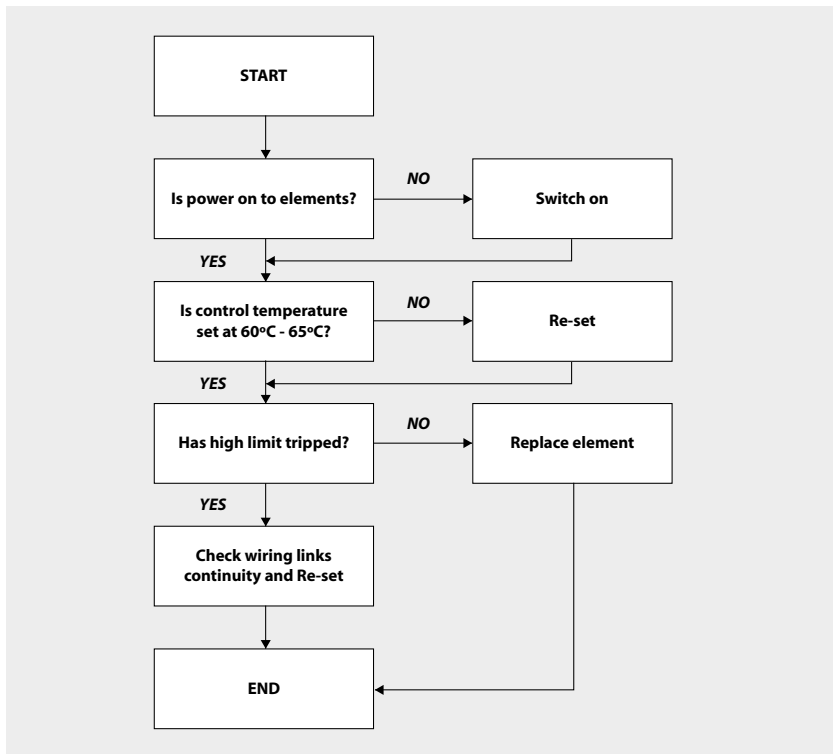 START
Is power on to elements?
NO
Switch on
YES
Is control temperature
set at 60ºC - 65ºC?
NO
Re-set
YES
Has high limit tripped?
NO
Replace element
YES
Check wiring links
continuity and Re-set
END